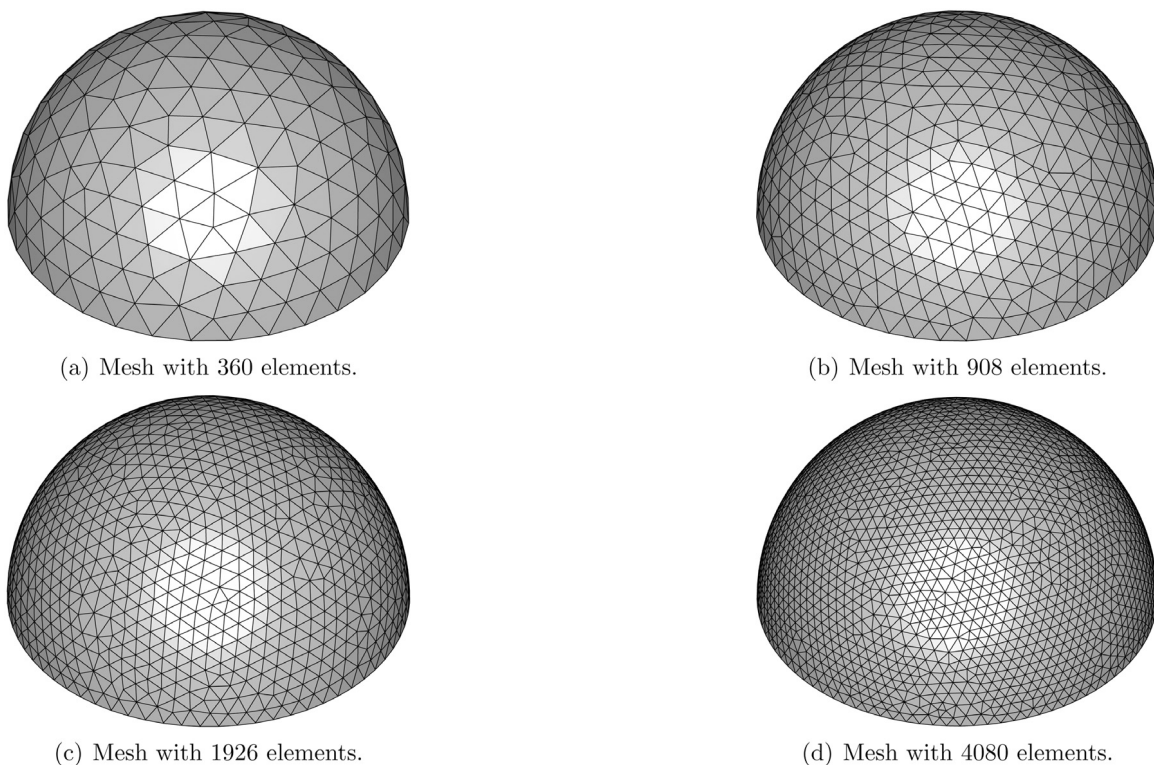 (a) Mesh with 360 elements.
(b) Mesh with 908 elements.
(c) Mesh with 1926 elements.
(d) Mesh with 4080 elements.